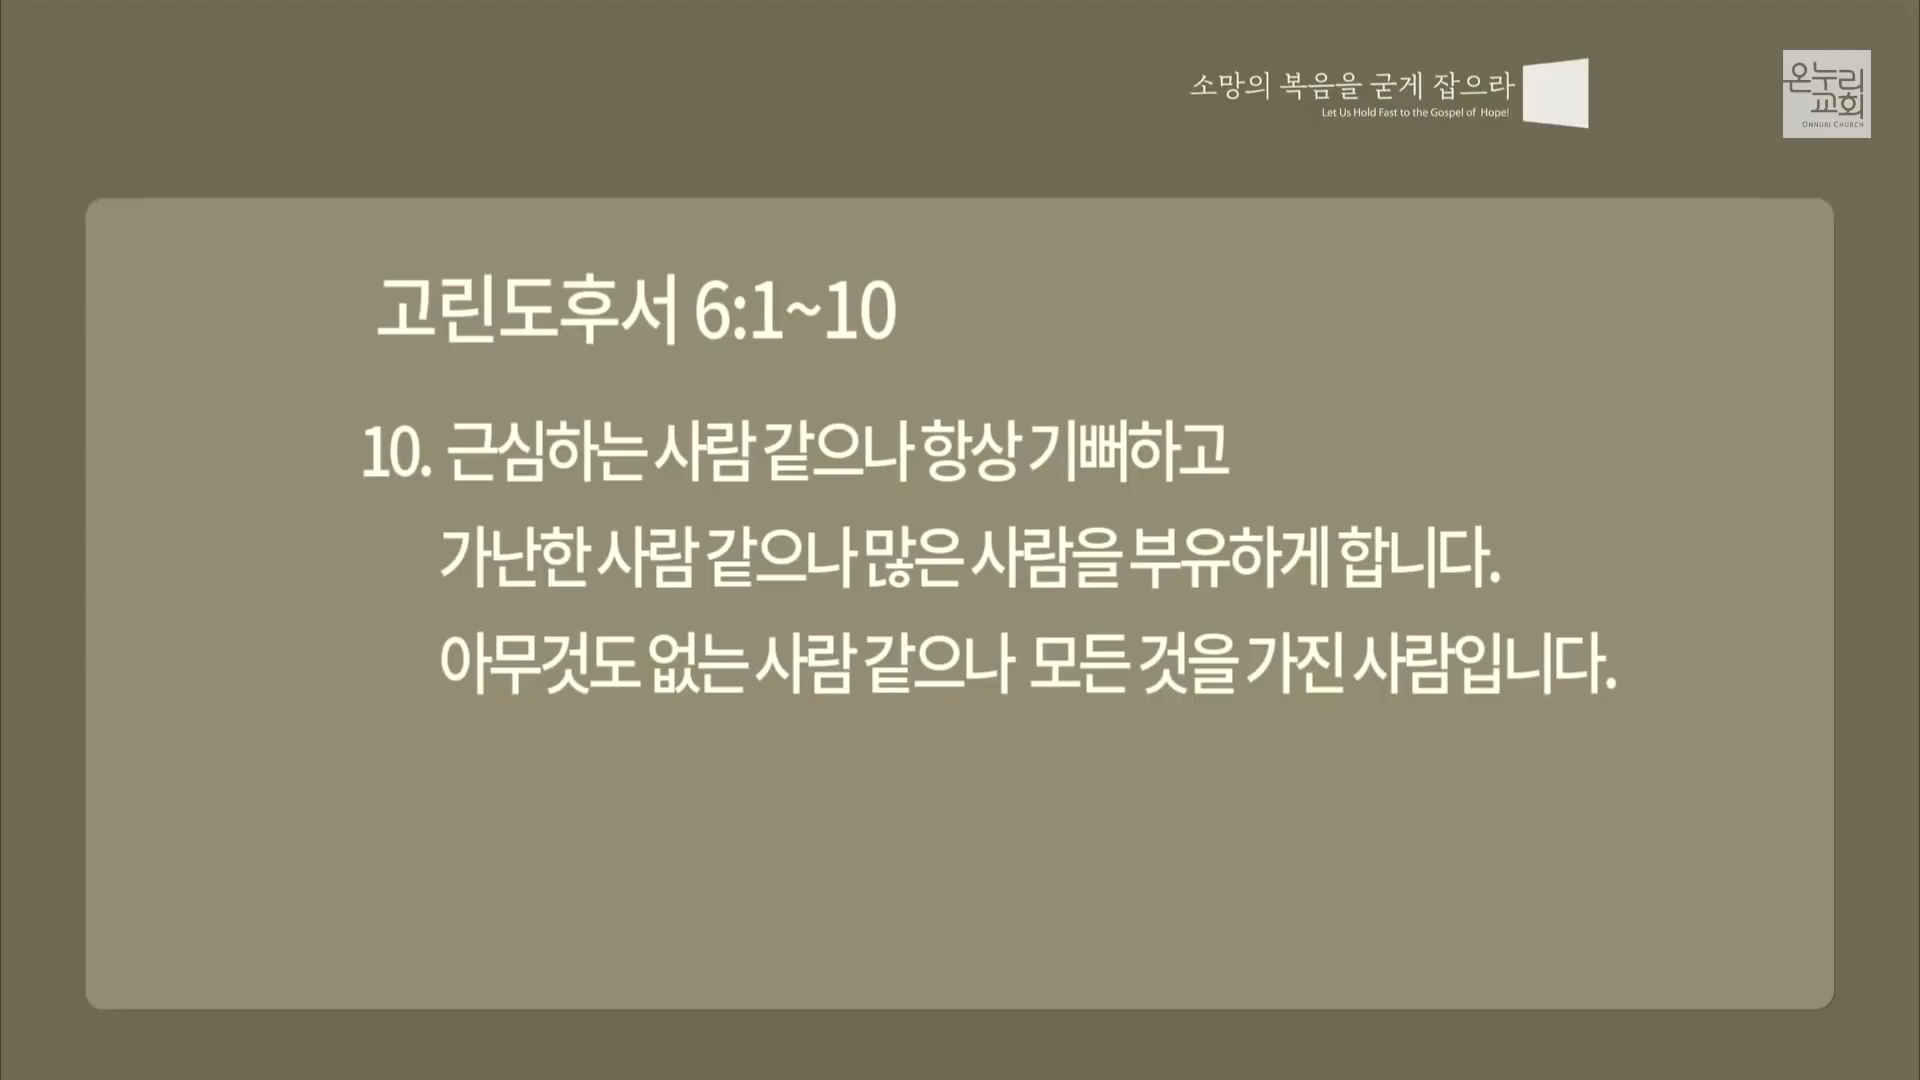 소망의 복음을 굳게 잡으라
Let Us Hold Fast to the Gospel of Hope!
온누리
교회
ONNURI CHURCH
고린도후서 6:1~10
10. 근심하는 사람 같으나 항상 기뻐하고
가난한 사람 같으나 많은 사람을 부유하게 합니다.
아무것도 없는 사람 같으나 모든 것을 가진 사람입니다.